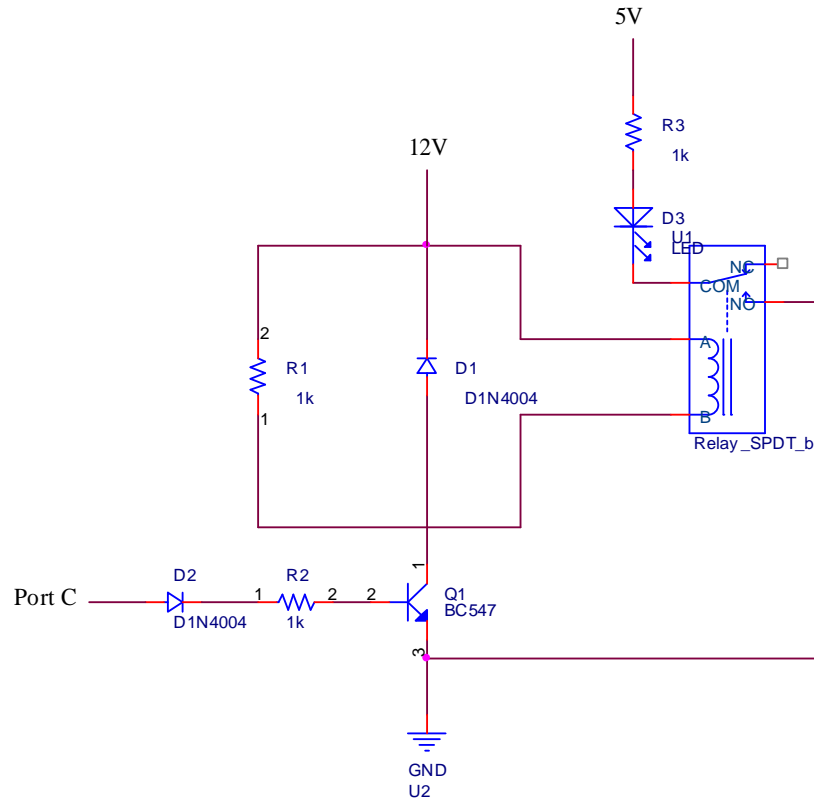 5V
R3
1k
12V
D3
U1
LED
NC
COM
NO
2
A
R1
D1
1k
D1N4004
1
B
Relay_SPDT_b
1
D2
R2
Q1
Port C
1
2
2
BC547
D1N4004
1k
3
GND
U2